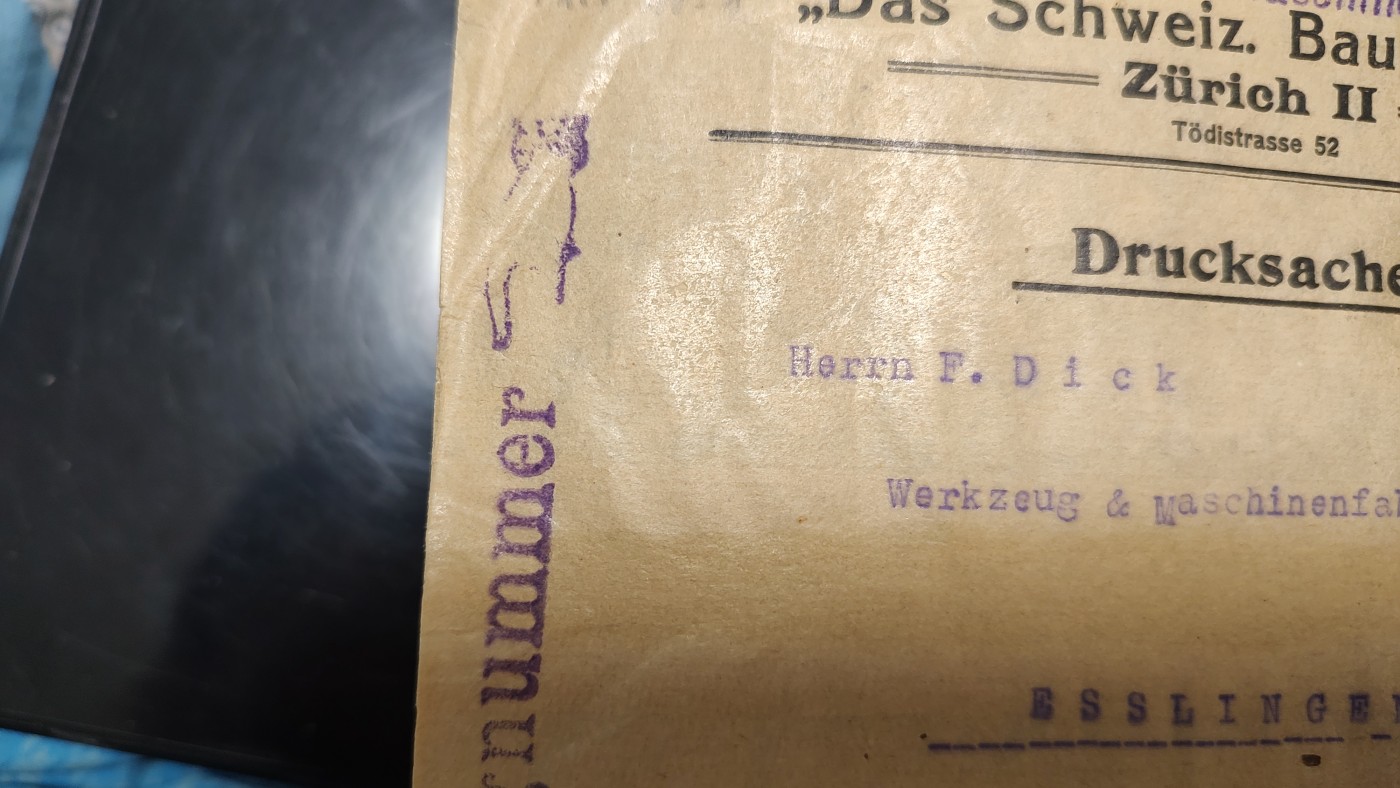 „Das Schweiz. Bau
Zürich II
Tödistrasse 52
Drucksache
Herrn F. Dick
Werkzeug & Maschinenfa
ESSLINGE
nummer